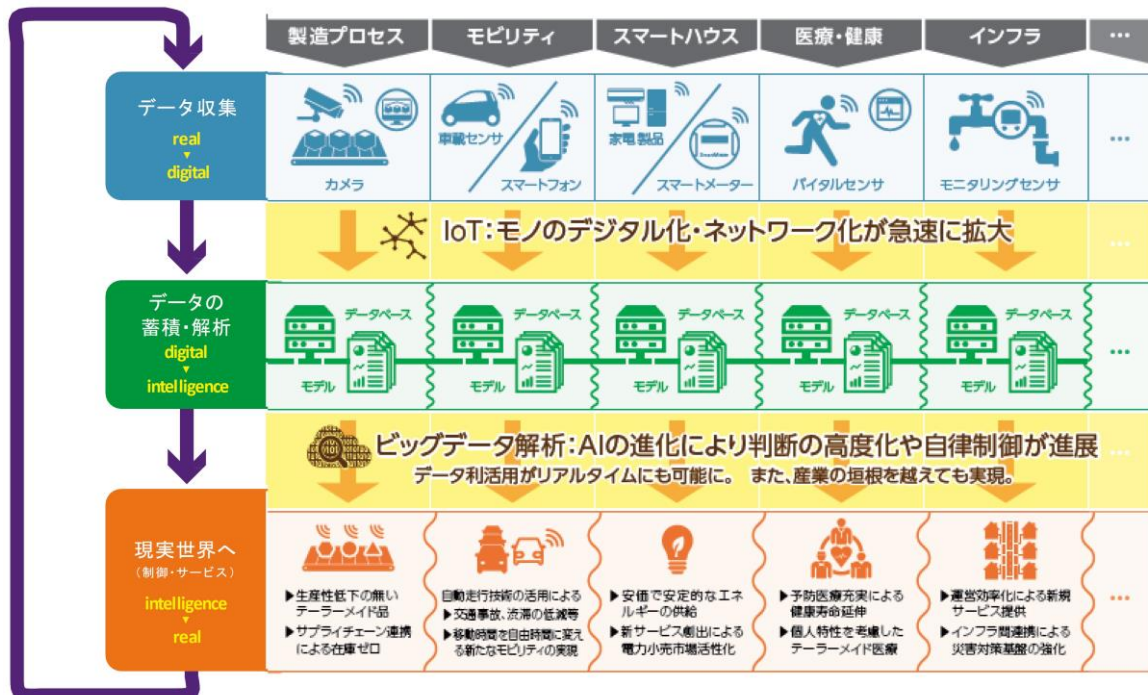 製造プロセス
モビリティ
スマートハウス
医療・健康
インフラ
…
データ収集
real
▼
digital
カメラ
車載センサ
スマートフォン
家電製品
スマートメーター
バイタルセンサ
モニタリングセンサ
…
IoT：モノのデジタル化・ネットワーク化が急速に拡大
…
データの
蓄積・解析
digital
▼
intelligence
データベース
モデル
データベース
モデル
データベース
モデル
データベース
モデル
データベース
モデル
…
ビッグデータ解析：AIの進化により判断の高度化や自律制御が進展
データ利活用がリアルタイムにも可能に。 また、産業の垣根を越えても実現。
…
現実世界へ
（制御・サービス）
intelligence
▼
real
▶生産性低下の無い
テーラーメイド品
▶サプライチェーン連携
による在庫ゼロ
自動走行技術の活用による
▶交通事故、渋滞の低減等
▶移動時間を自由時間に変え
る新たなモビリティの実現
▶安価で安定的なエネ
ルギーの供給
▶新サービス創出による
電力小売市場活性化
▶予防医療充実による
健康寿命延伸
▶個人特性を考慮した
テーラーメイド医療
▶運営効率化による新規
サービス提供
▶インフラ間連携による
災害対策基盤の強化
…